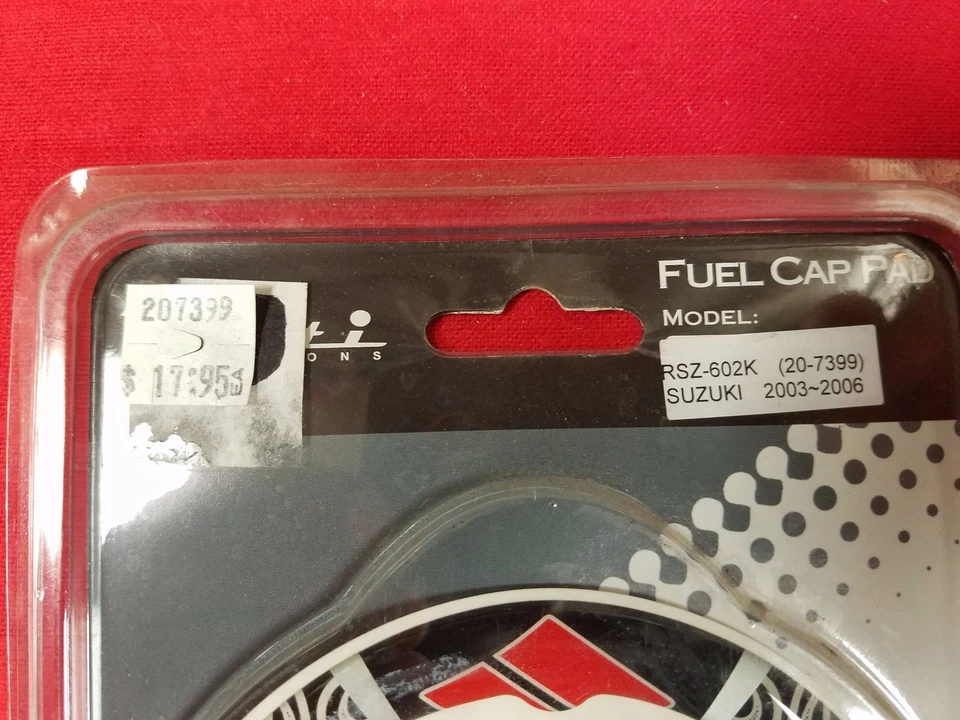 FUEL CAP PAD
MODEL:
RSZ-602K (20-7399)
SUZUKI 2003~2006
207399
$ 17.95